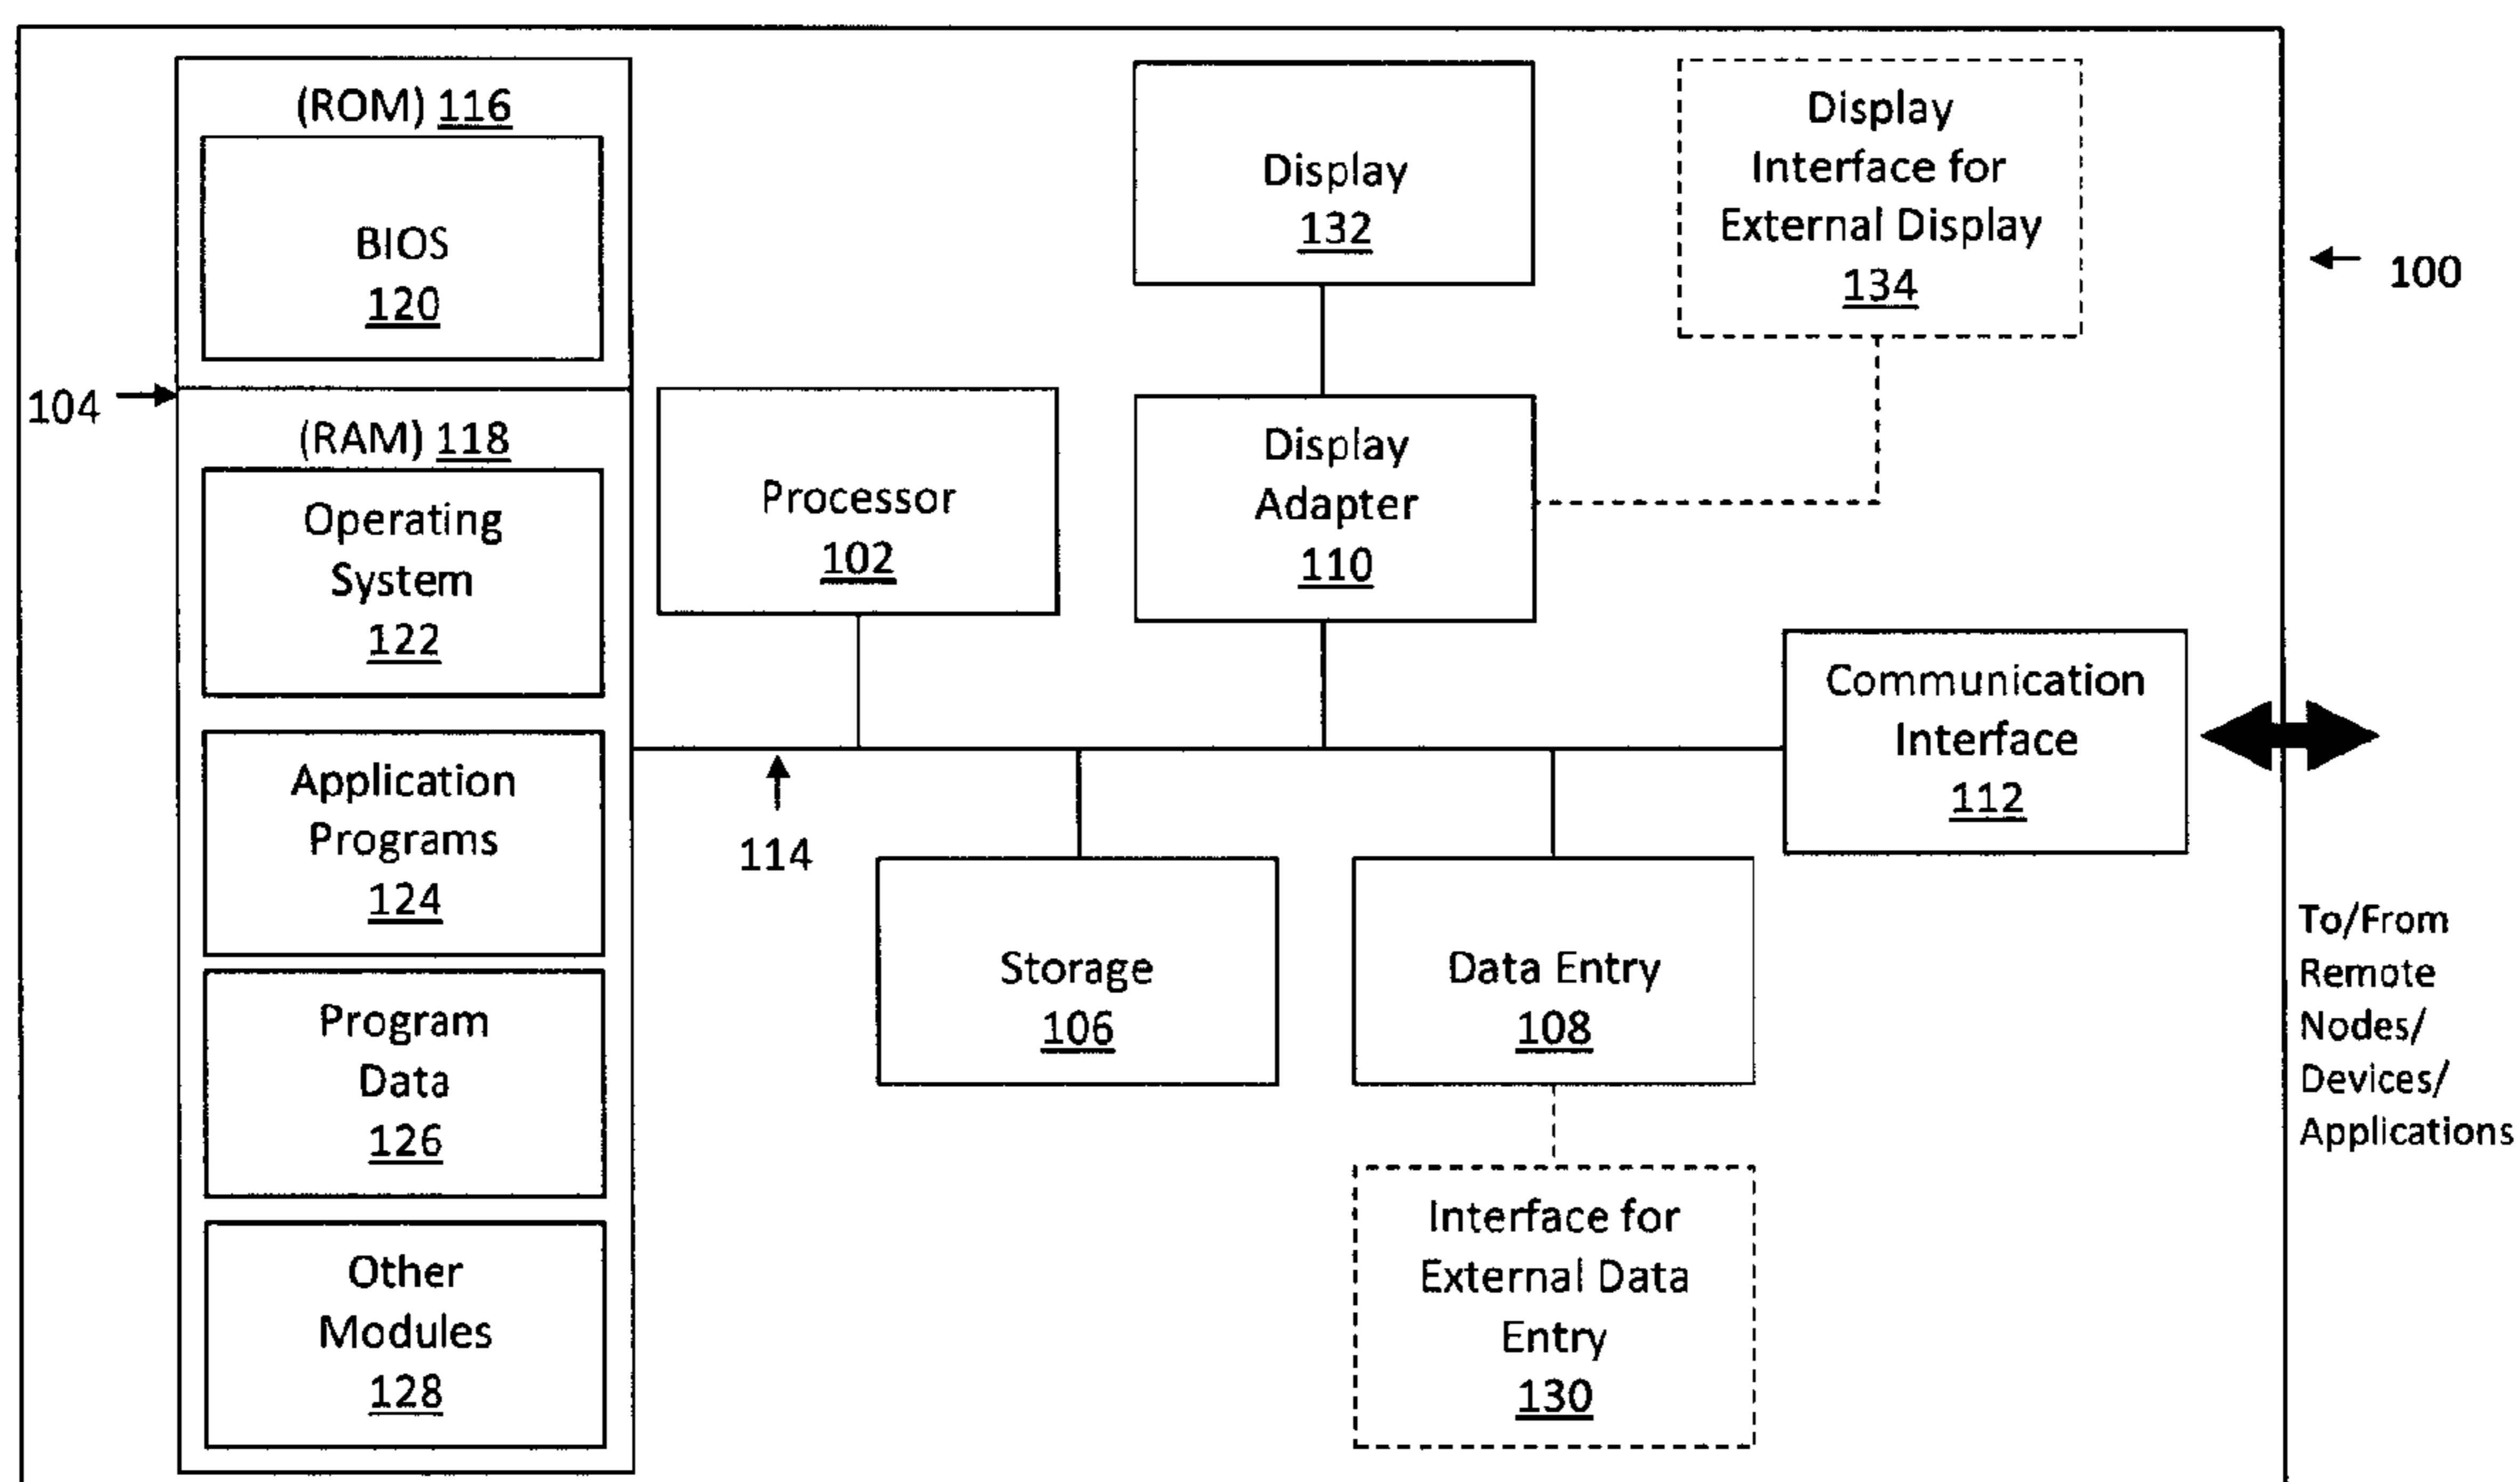 (ROM) 116
BIOS
120
104
(RAM) 118
Operating
System
122
Application
Programs
124
Program
Data
126
Other
Modules
128
Processor
102
114
Display
132
Display
Adapter
110
Display
Interface for
External Display
134
100
Communication
Interface
112
Storage
106
Data Entry
108
Interface for
External Data
Entry
130
To/From
Remote
Nodes/
Devices/
Applications